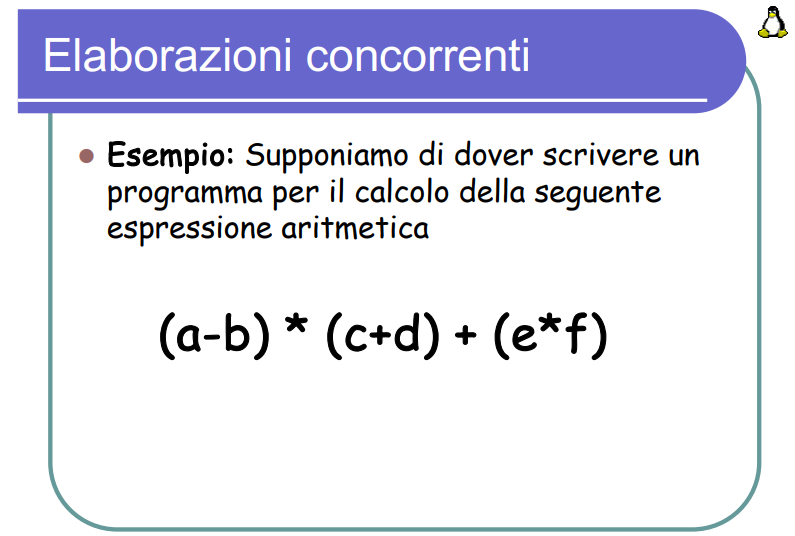 Elaborazioni concorrenti
Esempio: Supponiamo di dover scrivere un
programma per il calcolo della seguente
espressione aritmetica
(a-b) * (c+d) + (e*f)